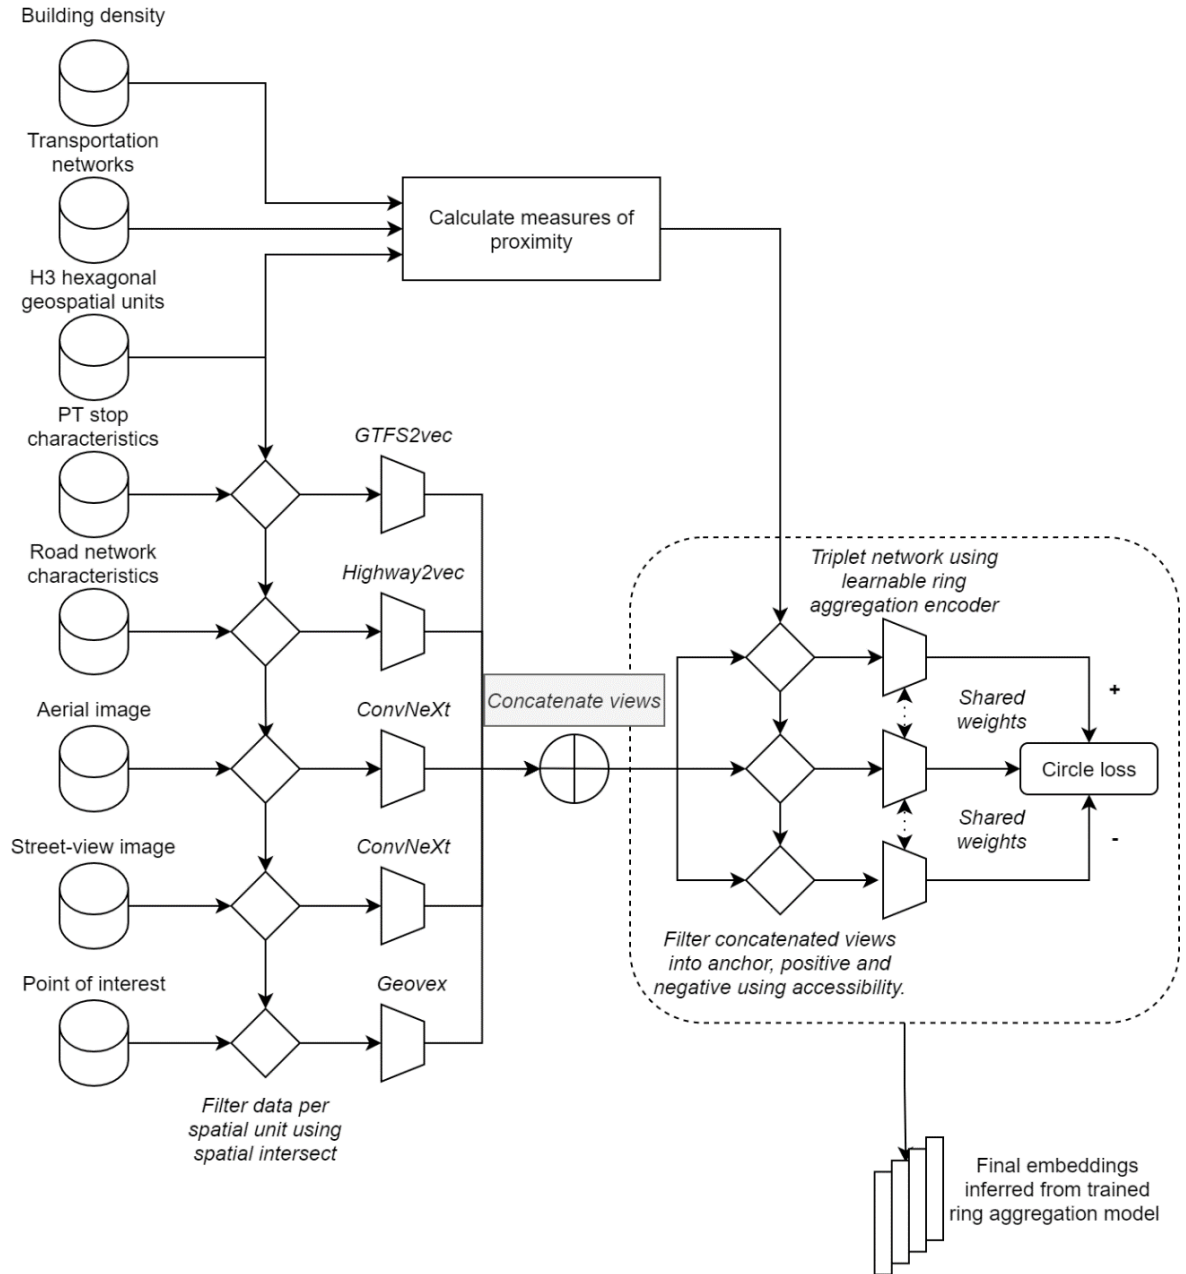 Building density
Transportation
networks
Calculate measures of
proximity
H3 hexagonal
geospatial units
PT stop
characteristics
GTFS2vec
Road network
characteristics
Highway2vec
Triplet network using
learnable ring
aggregation encoder
Aerial image
ConvNeXt
Concatenate views
Shared
weights
+
Circle loss
Shared
weights
-
Street-view image
ConvNeXt
Filter concatenated views
into anchor, positive and
negative using accessibility.
Point of interest
Geovex
Filter data per
spatial unit using
spatial intersect
Final embeddings
inferred from trained
ring aggregation model